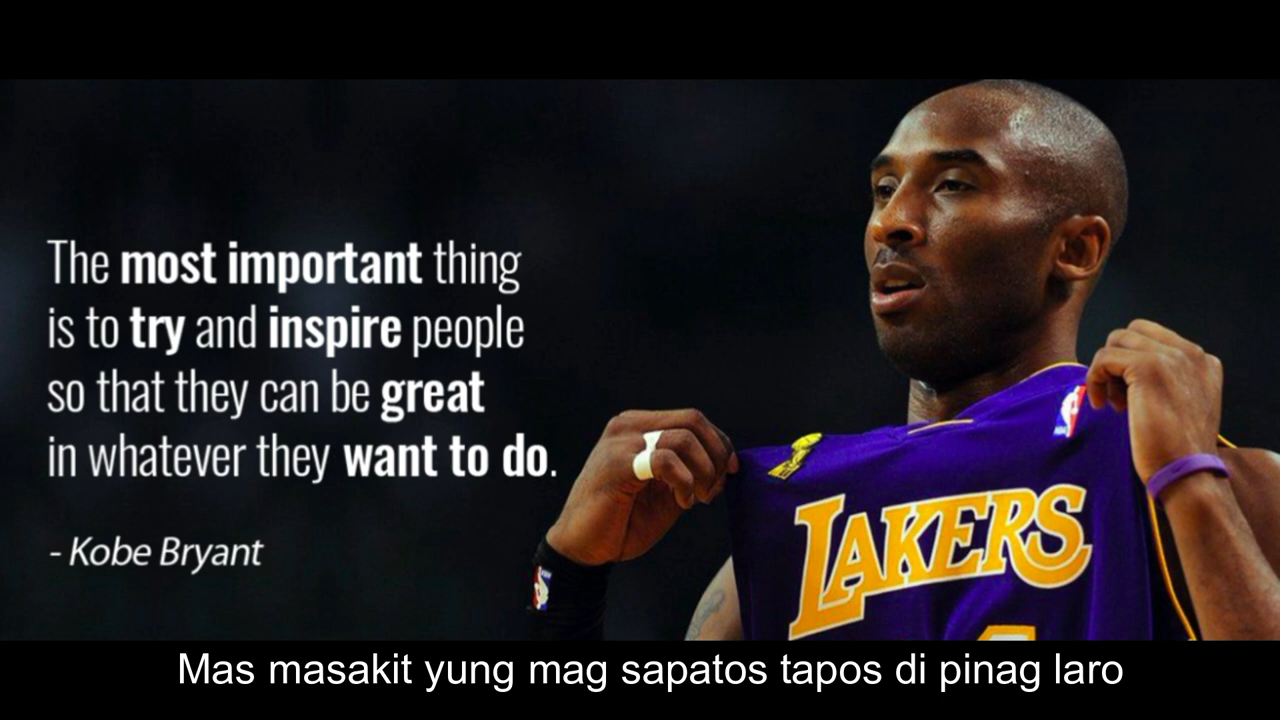 The most important thing
is to try and inspire people
so that they can be great
in whatever they want to do.
- Kobe Bryant
LAKERS
Mas masakit yung mag sapatos tapos di pinag laro